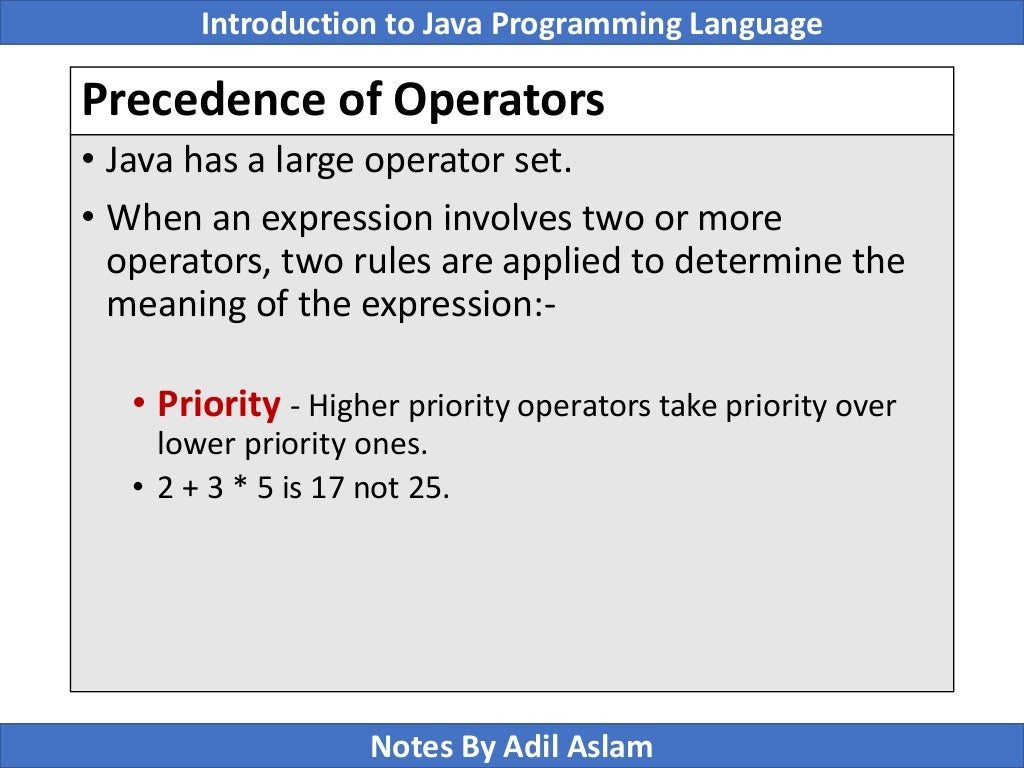 Introduction to Java Programming Language
Precedence of Operators
• Java has a large operator set.
• When an expression involves two or more
operators, two rules are applied to determine the
meaning of the expression:-
• Priority - Higher priority operators take priority over
lower priority ones.
• 2 + 3 * 5 is 17 not 25.
Notes By Adil Aslam